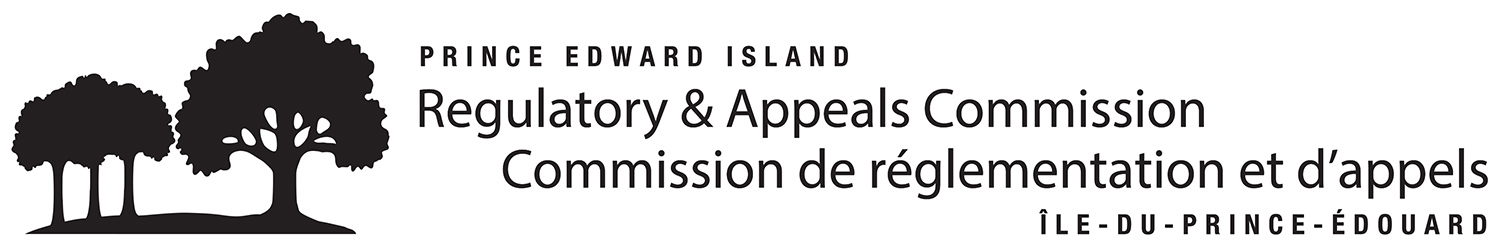 PRINCE EDWARD ISLAND
Regulatory & Appeals Commission
Commission de réglementation et d’appels
ÎLE-DU-PRINCE-ÉDOUARD